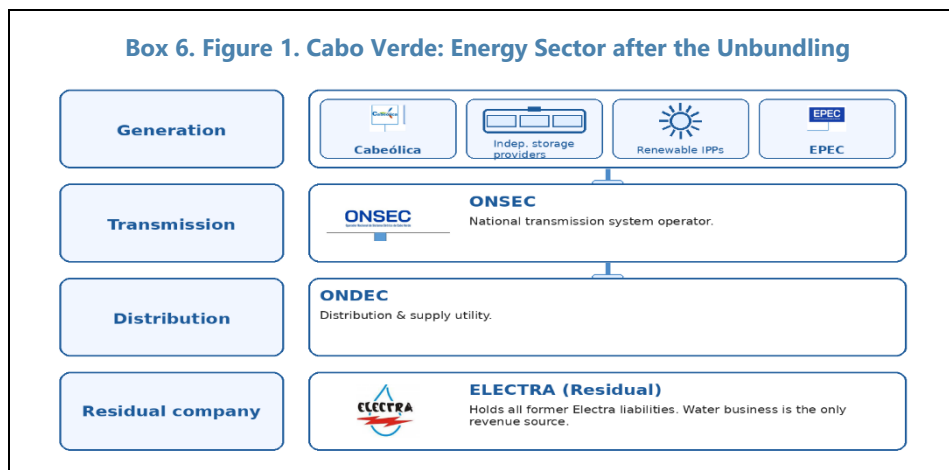 Box 6. Figure 1. Cabo Verde: Energy Sector after the Unbundling
Generation
Cabeólica
Indep. storage
providers
Renewable IPPs
EPEC
EPEC
Transmission
ONSEC
ONSEC
National transmission system operator.
Distribution
ONDEC
Distribution & supply utility.
Residual company
ELECTRA
ELECTRA (Residual)
Holds all former Electra liabilities. Water business is the only
revenue source.